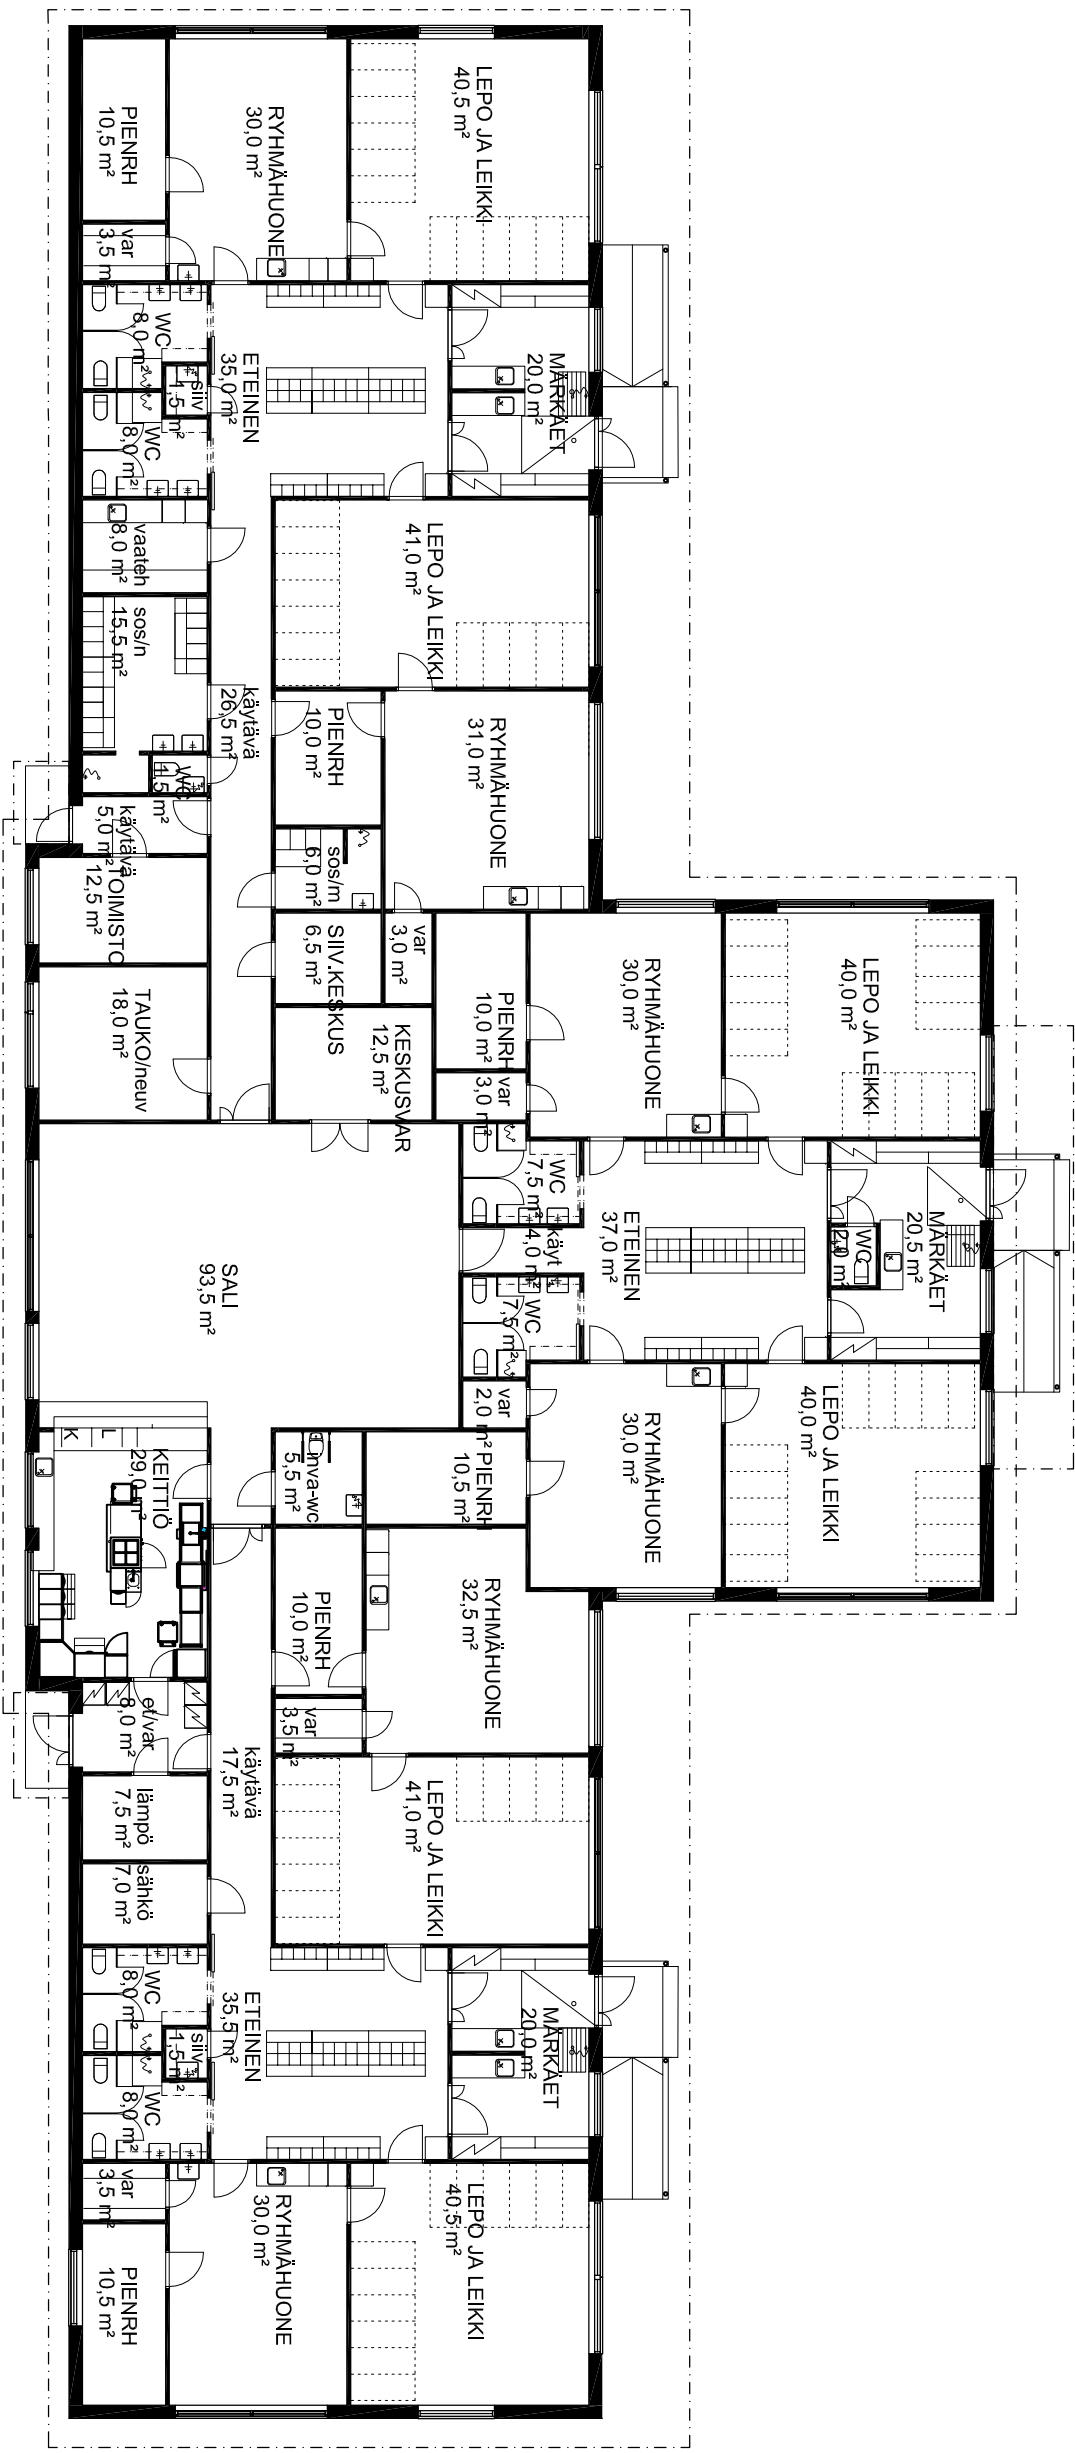 PIENRH
10,5 m²
RYHMÄHUONE
30,0 m²
LEPO JA LEIKKI
40,5 m²
var
3,5 m²
WC
8,0 m²
siiv
1,5 m²
WC
8,0 m²
ETEINEN
35,0 m²
MÄRKÄET
20,0 m²
vaateh
8,0 m²
LEPO JA LEIKKI
41,0 m²
sos/n
15,5 m²
käytävä
26,5 m²
PIENRH
10,0 m²
RYHMÄHUONE
31,0 m²
WC
1,5 m²
käytävä
5,0 m²
sos/m
6,0 m²
TOIMISTO
12,5 m²
SIIV.KESKUS
6,5 m²
var
3,0 m²
PIENRH
10,0 m²
RYHMÄHUONE
30,0 m²
LEPO JA LEIKKI
40,0 m²
TAUKO/neuv
18,0 m²
KESKUSVAR
12,5 m²
var
3,0 m²
WC
7,5 m²
käyt
4,0 m²
ETEINEN
37,0 m²
WC
2,0 m²
MÄRKÄET
20,5 m²
SALI
93,5 m²
WC
7,5 m²
var
2,0 m²
RYHMÄHUONE
30,0 m²
LEPO JA LEIKKI
40,0 m²
K
L
KEITTIÖ
29,0 m²
inva-wc
5,5 m²
PIENRH
10,5 m²
PIENRH
10,0 m²
RYHMÄHUONE
32,5 m²
et/var
8,0 m²
var
3,5 m²
käytävä
17,5 m²
lämpö
7,5 m²
LEPO JA LEIKKI
41,0 m²
sähkö
7,0 m²
WC
8,0 m²
siiv
1,5 m²
WC
8,0 m²
ETEINEN
35,5 m²
MÄRKÄET
20,0 m²
var
3,5 m²
RYHMÄHUONE
30,0 m²
LEPO JA LEIKKI
40,5 m²
PIENRH
10,5 m²